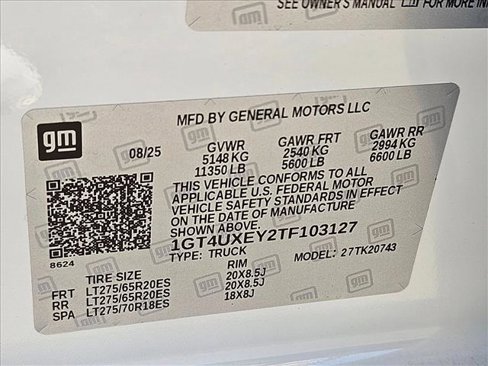 SEE OWNER'S MANUAL FOR MORE IN
MFD BY GENERAL MOTORS LLC
gm
08/25 GVWR GAWR FRT GAWR RR
5148 KG 2540 KG 2994 KG
11350 LB 5600 LB 6600 LB
THIS VEHICLE CONFORMS TO ALL
APPLICABLE U.S. FEDERAL MOTOR
VEHICLE SAFETY STANDARDS IN
EFFECT ON THE DATE OF
MANUFACTURE SHOWN ABOVE.
1GT4UXEY2TF103127
8624 TYPE: TRUCK MODEL: 27TK20743
TIRE SIZE RIM
FRT LT275/65R20ES 20X8.5J
RR LT275/65R20ES 20X8.5J
SPA LT275/70R18ES 18X8J